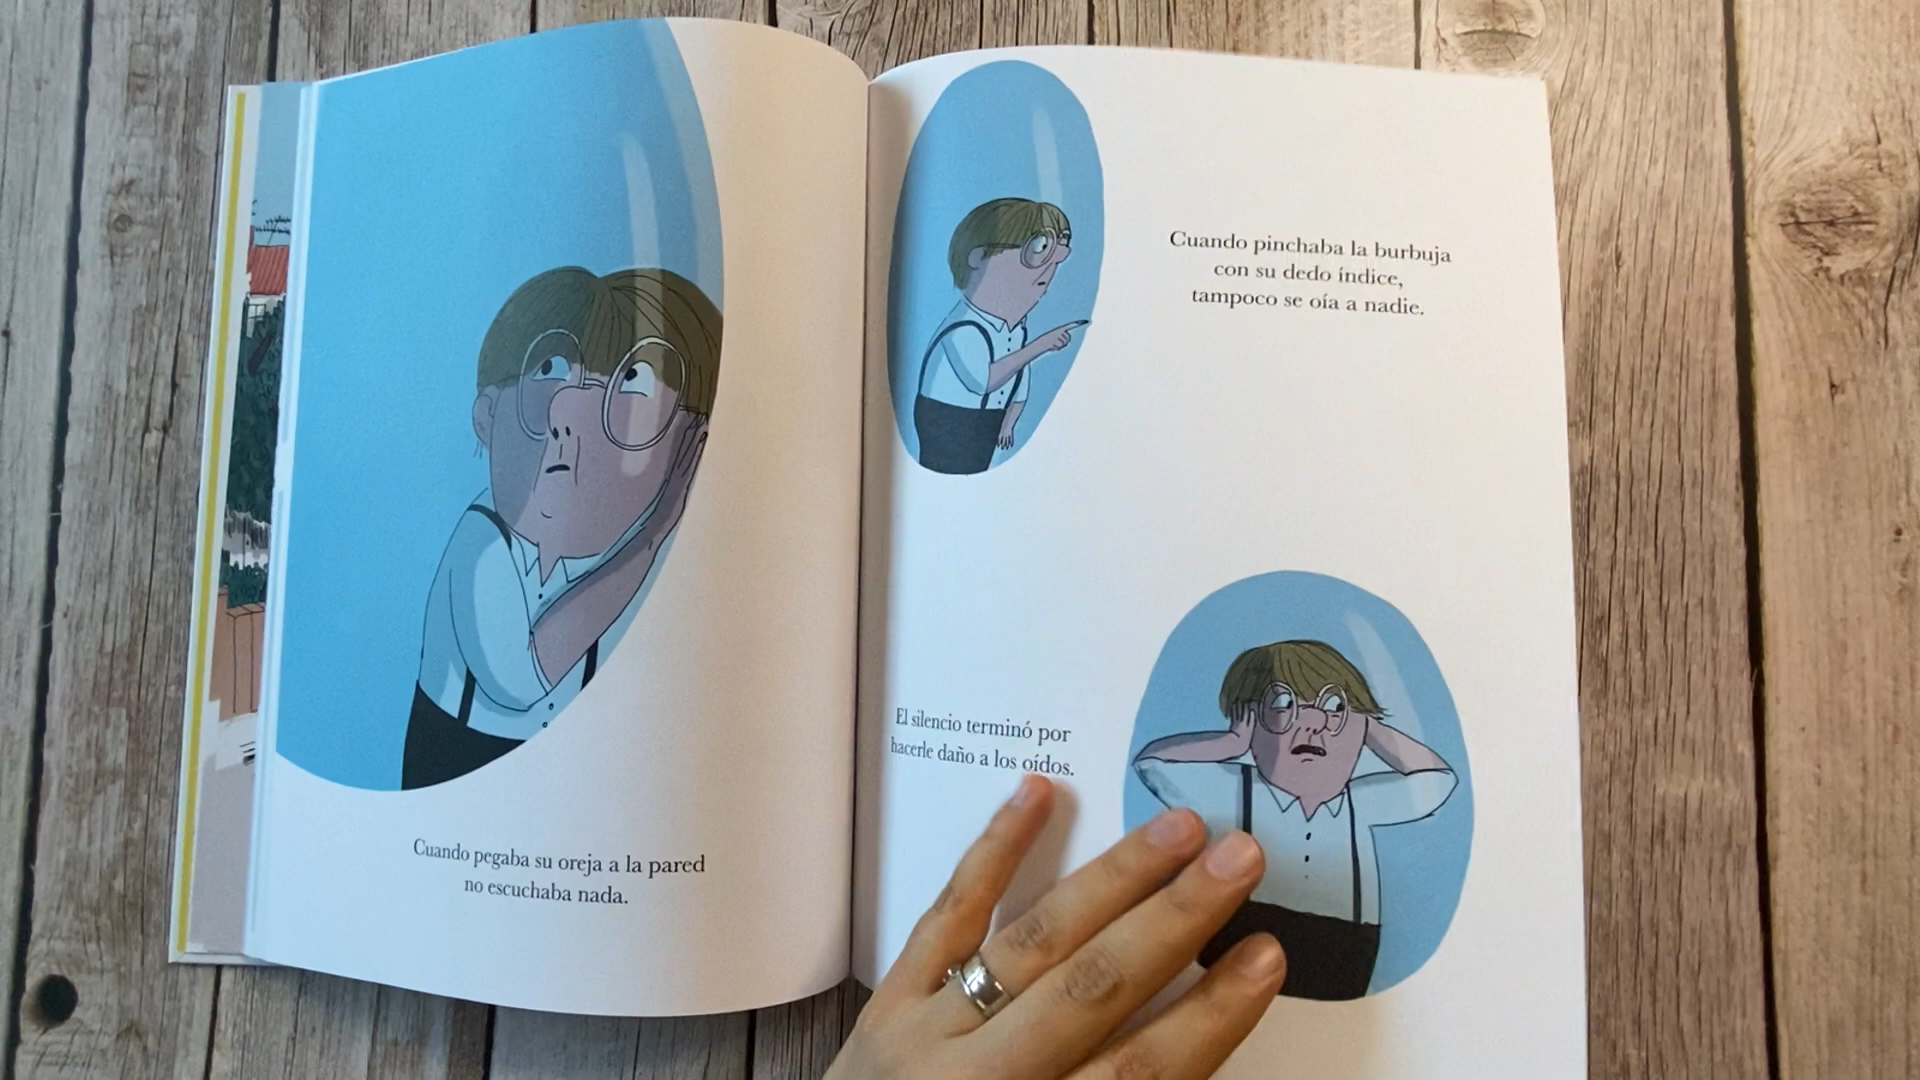 Cuando pegaba su oreja a la pared
no escuchaba nada.
Cuando pinchaba la burbuja
con su dedo índice,
tampoco se oía a nadie.
El silencio terminó por
hacerle daño a los oídos.